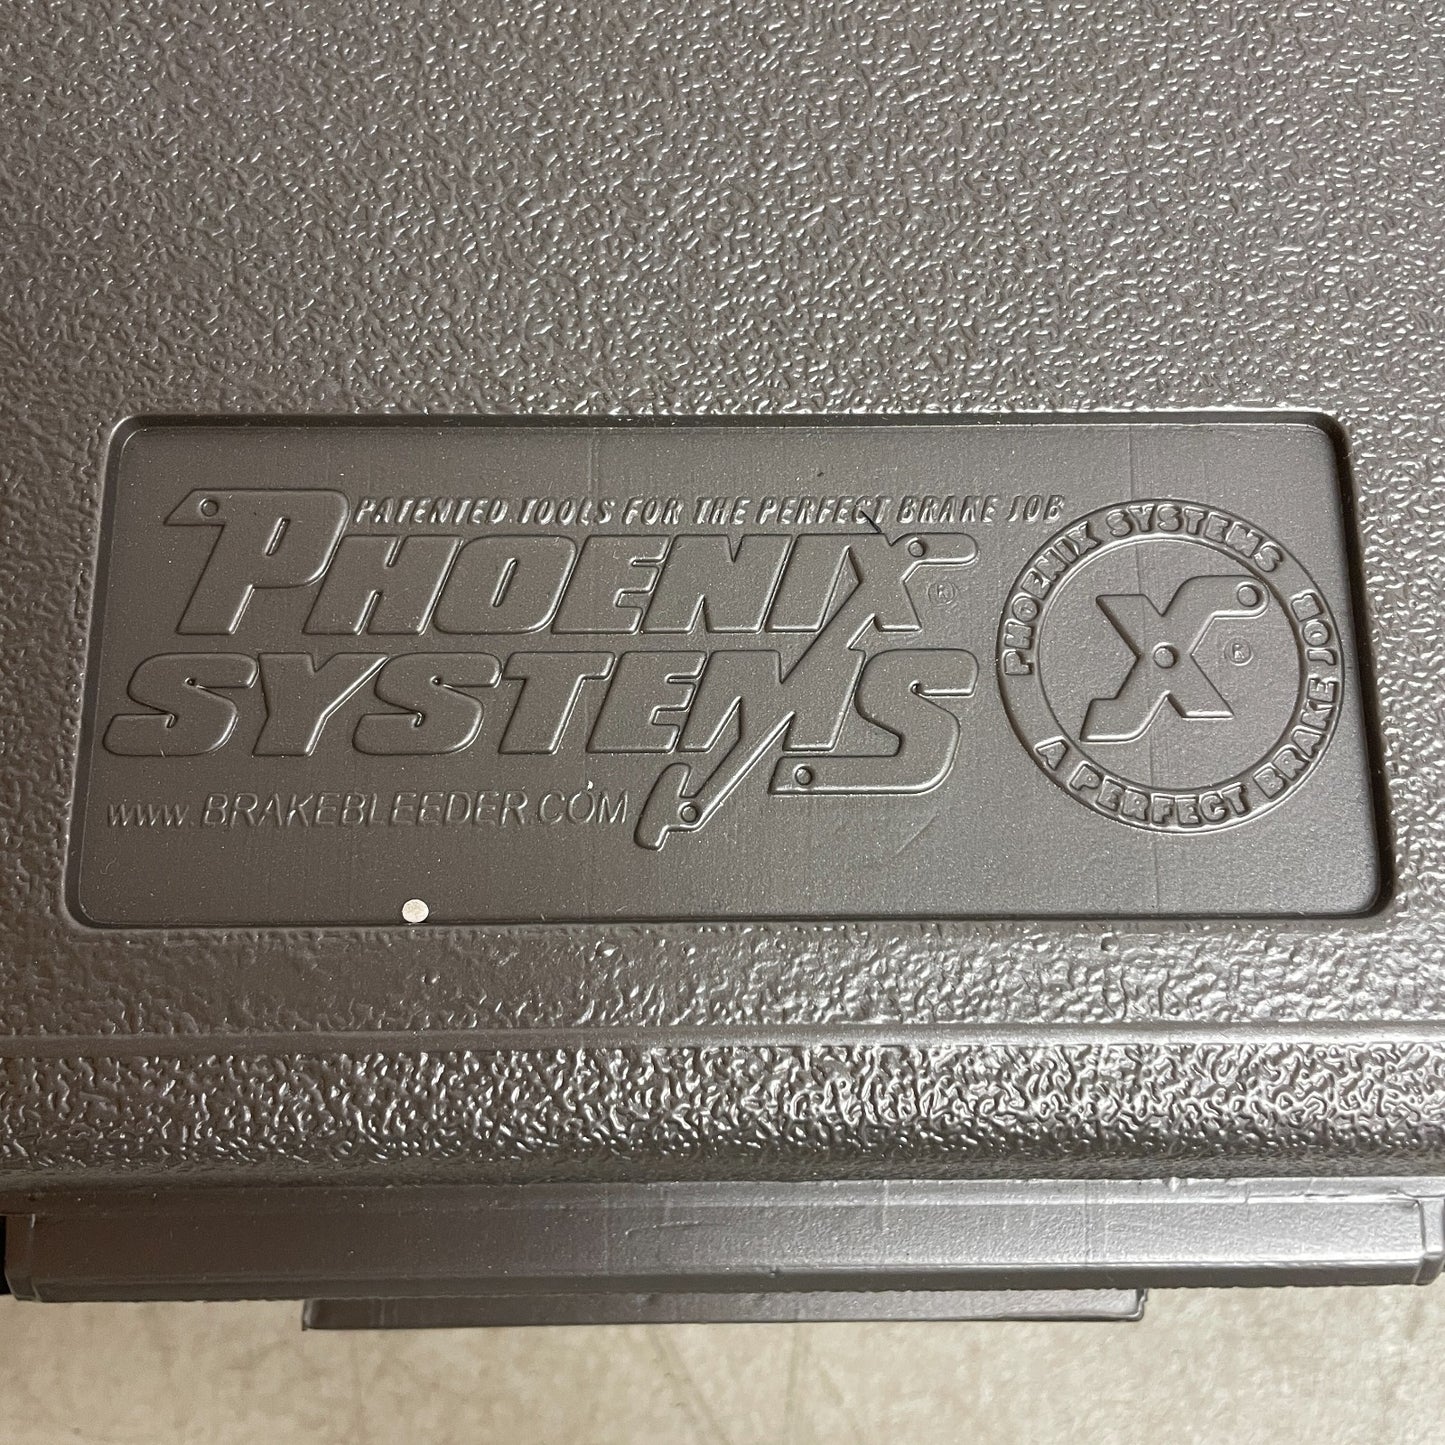 PATENTED TOOLS FOR THE PERFECT BRAKE JOB
PHOENIX ®
SYSTEMS
www.BRAKEBLEEDER.COM
PHOENIX SYSTEMS
X ®
A PERFECT BRAKE JOB